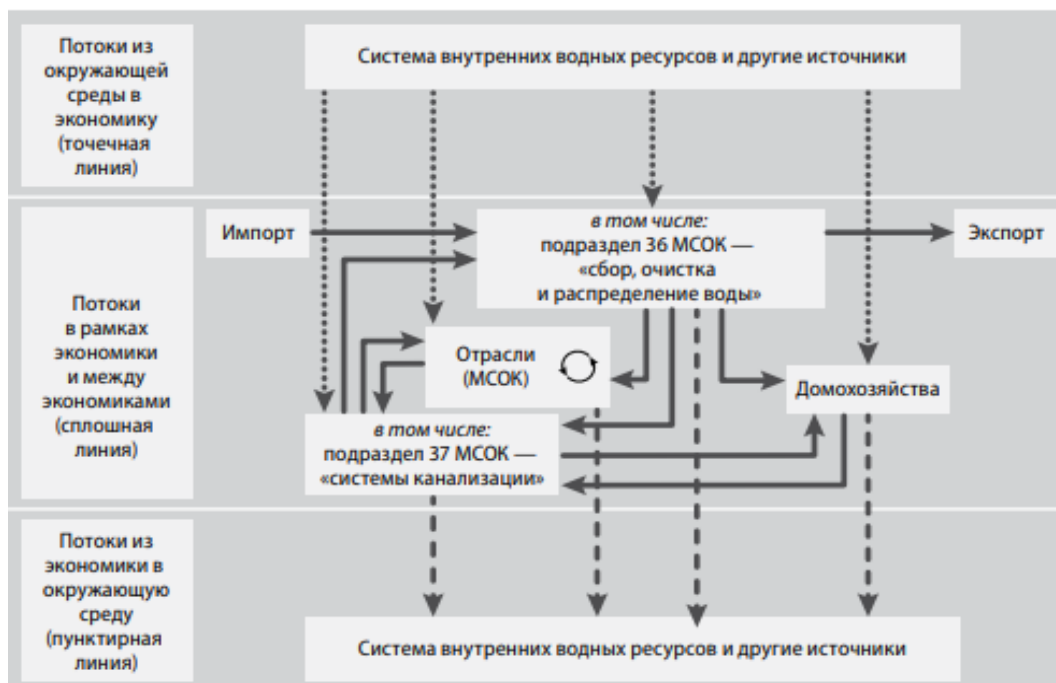 Потоки из
окружающей
среды в
экономику
(точечная
линия)
Система внутренних водных ресурсов и другие источники
Потоки
в рамках
экономики
и между
экономиками
(сплошная
линия)
Импорт
в том числе:
подраздел 36 МСОК —
«сбор, очистка
и распределение воды»
Экспорт
Отрасли
(МСОК)
Домохозяйства
в том числе:
подраздел 37 МСОК —
«системы канализации»
Потоки из
экономики в
окружающую
среду
(пунктирная
линия)
Система внутренних водных ресурсов и другие источники